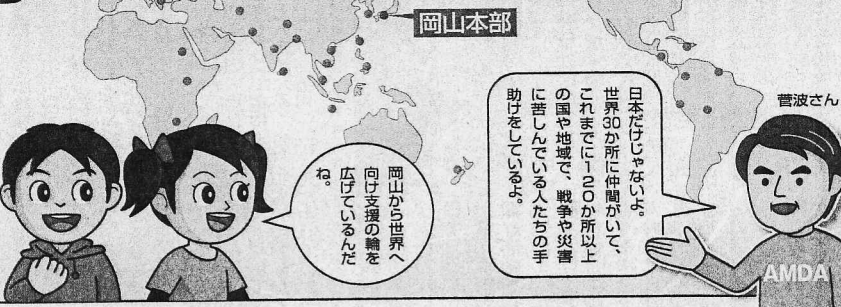 岡山本部
菅波さん
日本だけじゃないよ。
世界30か所に仲間がいて、
これまでに120か所以上
の国や地域で、戦争や災害
に苦しんでいる人たちの手
助けをしているよ。
岡山から世界へ
向け支援の輪を
広げているんだ
ね。
AMDA